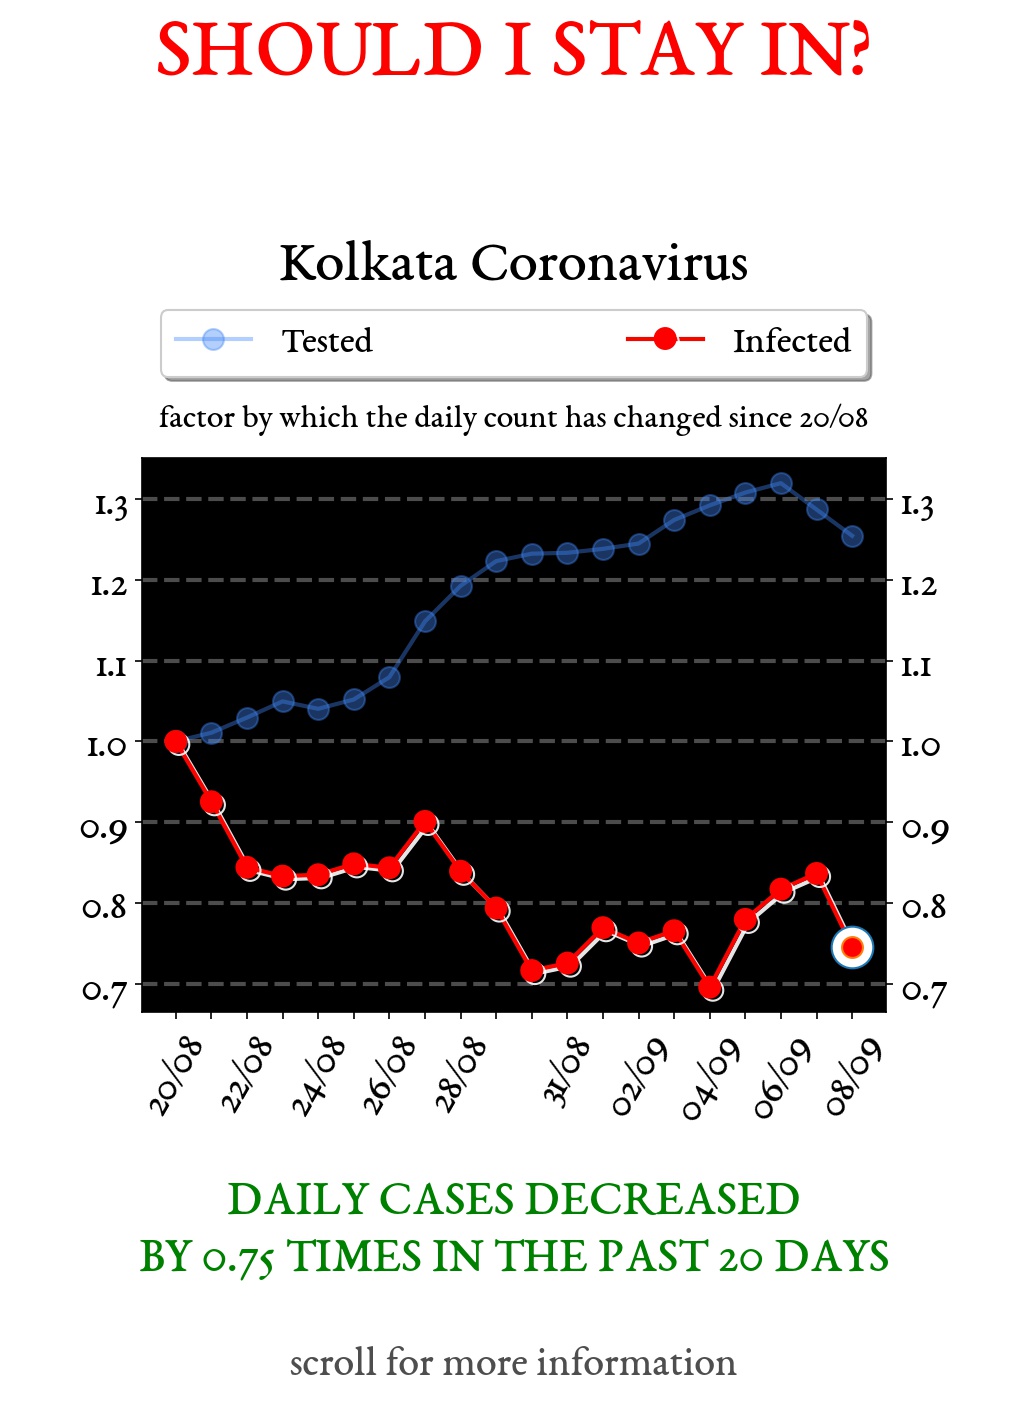 SHOULD I STAY IN?
Kolkata Coronavirus
Tested Infected
factor by which the daily count has changed since 20/08
1.3 1.3
1.2 1.2
1.1 1.1
1.0 1.0
0.9 0.9
0.8 0.8
0.7 0.7
20/08 22/08 24/08 26/08 28/08 31/08 02/09 04/09 06/09 08/09
DAILY CASES DECREASED
BY 0.75 TIMES IN THE PAST 20 DAYS
scroll for more information